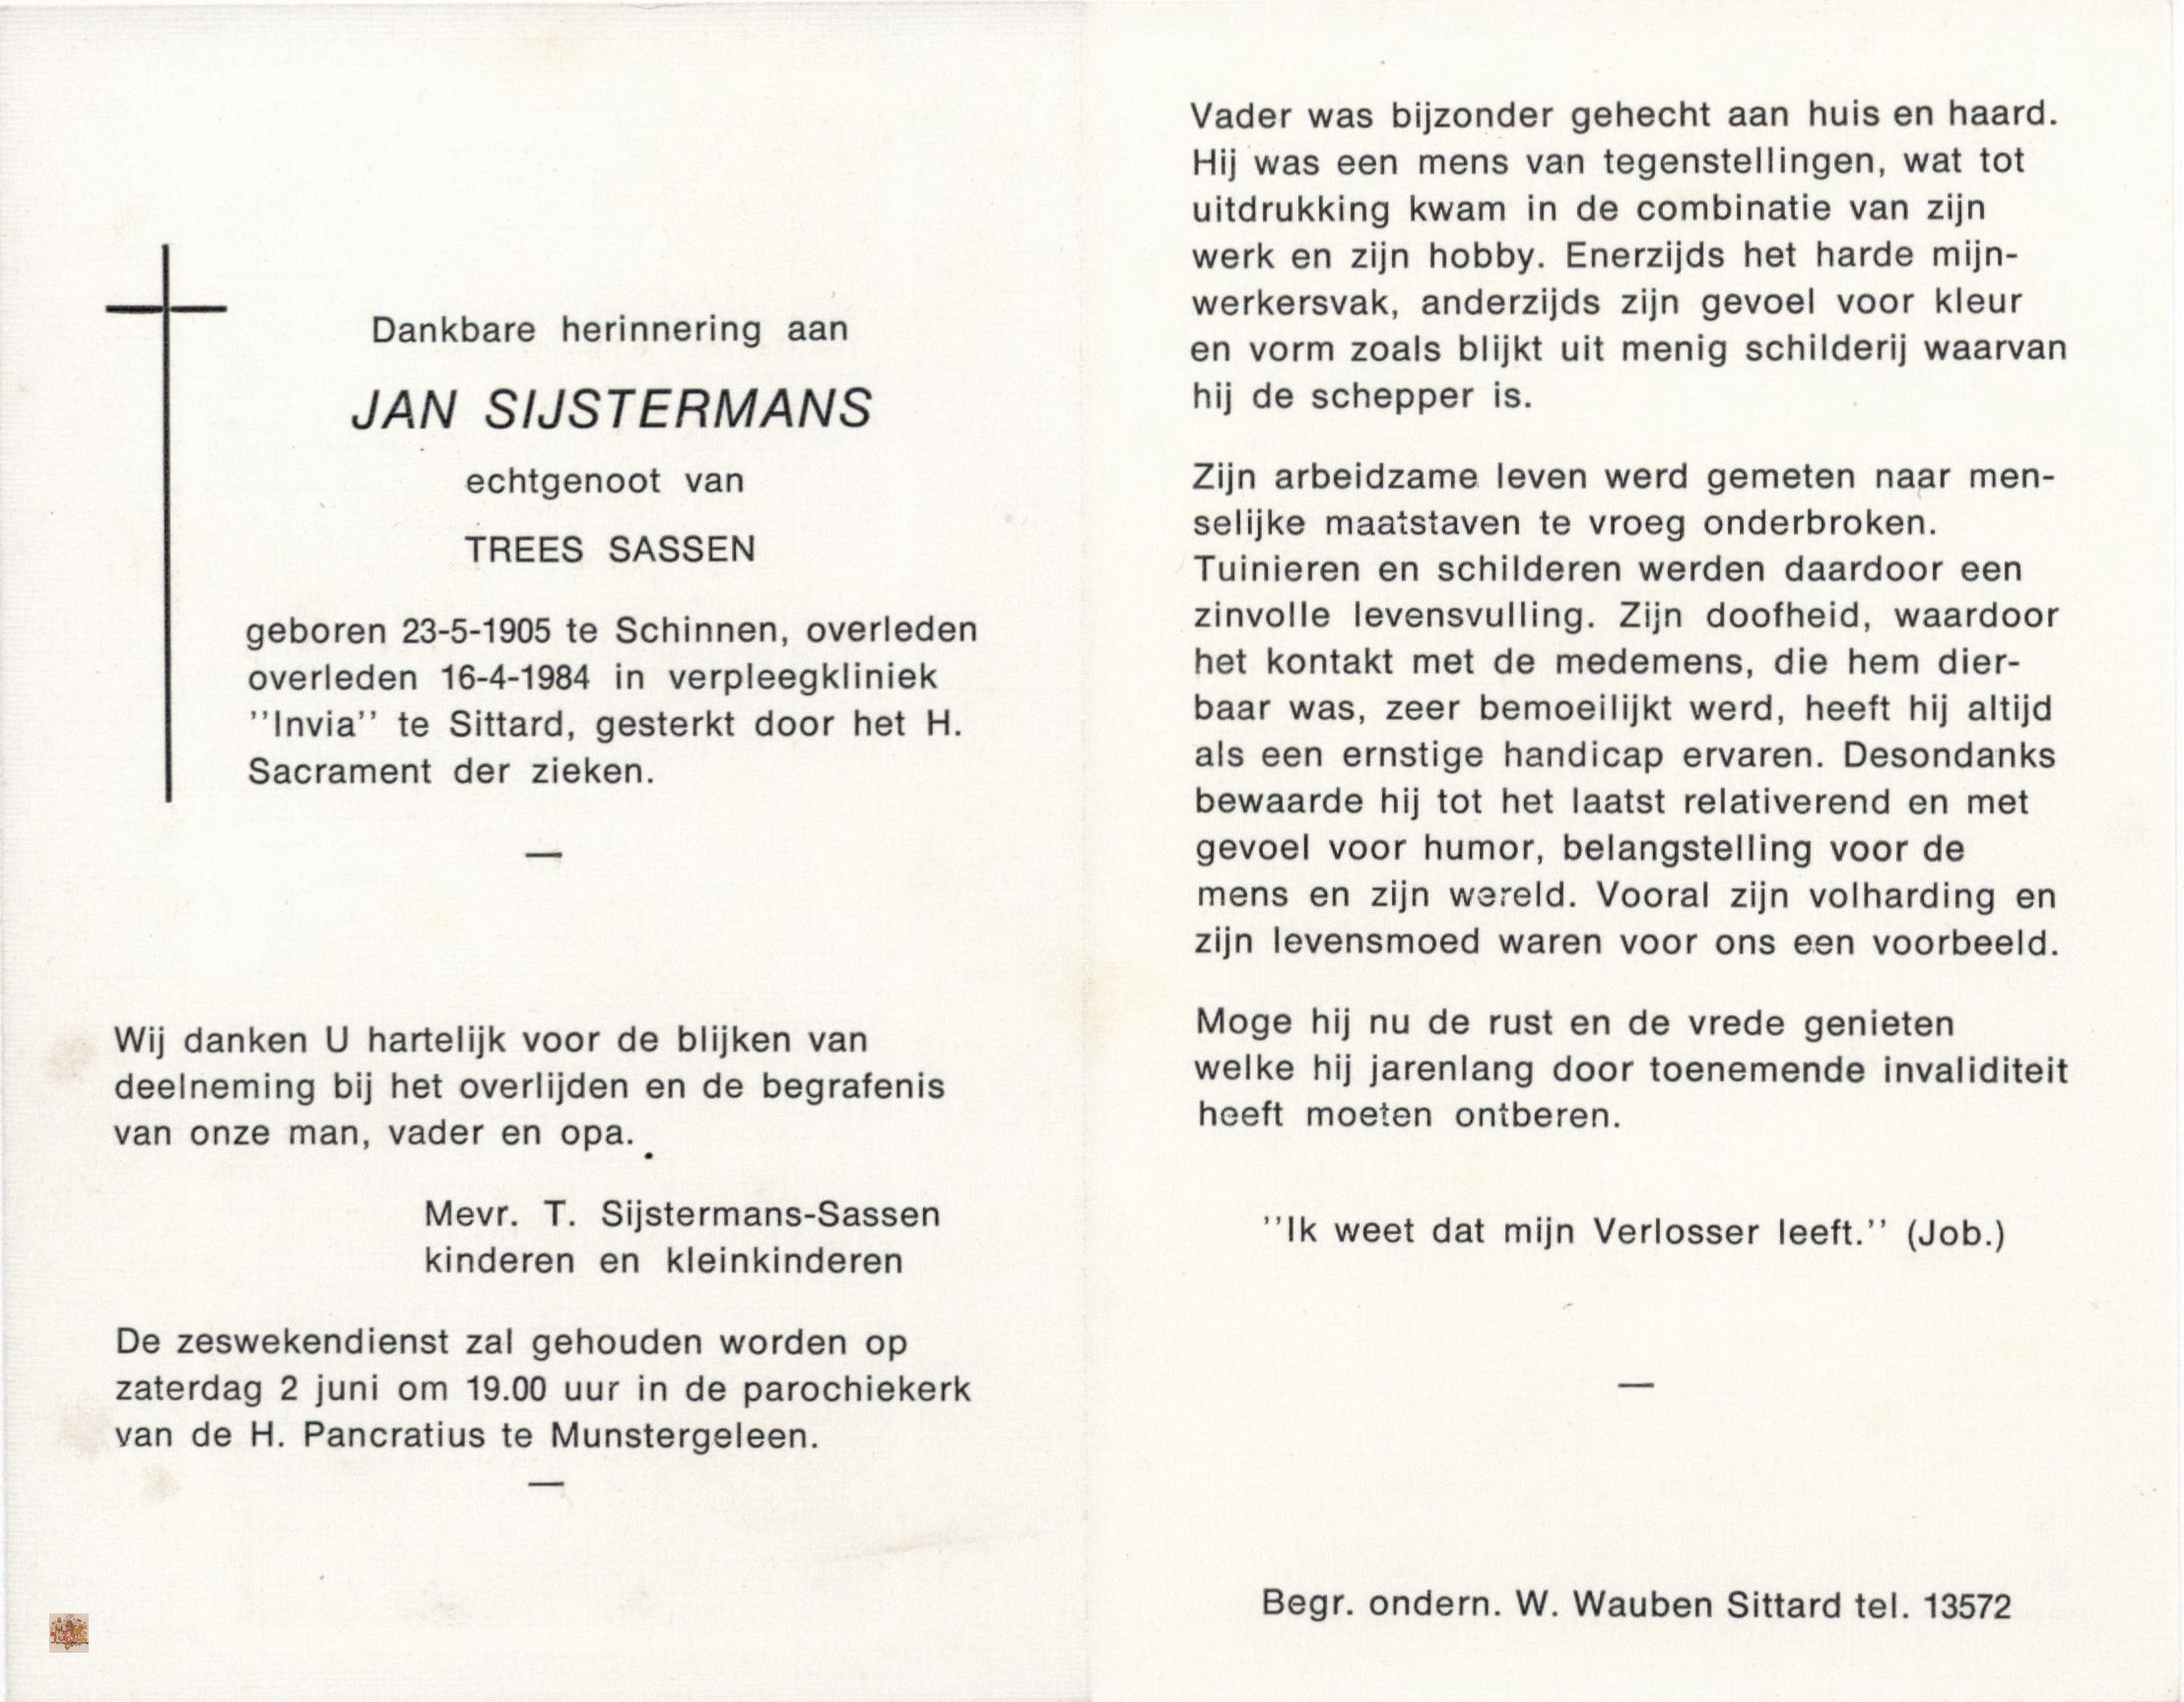 Dankbare herinnering aan
JAN SIJSTERMANS
echtgenoot van
TREES SASSEN
geboren 23-5-1905 te Schinnen, overleden
overleden 16-4-1984 in verpleegkliniek
''Invia'' te Sittard, gesterkt door het H.
Sacrament der zieken.
—
Wij danken U hartelijk voor de blijken van
deelneming bij het overlijden en de begrafenis
van onze man, vader en opa.
Mevr. T. Sijstermans-Sassen
kinderen en kleinkinderen
De zeswekendienst zal gehouden worden op
zaterdag 2 juni om 19.00 uur in de parochiekerk
van de H. Pancratius te Munstergeleen.
—
Vader was bijzonder gehecht aan huis en haard.
Hij was een mens van tegenstellingen, wat tot
uitdrukking kwam in de combinatie van zijn
werk en zijn hobby. Enerzijds het harde mijn-
werkersvak, anderzijds zijn gevoel voor kleur
en vorm zoals blijkt uit menig schilderij waarvan
hij de schepper is.
Zijn arbeidzame leven werd gemeten naar men-
selijke maatstaven te vroeg onderbroken.
Tuinieren en schilderen werden daardoor een
zinvolle levensvulling. Zijn doofheid, waardoor
het kontakt met de medemens, die hem dier-
baar was, zeer bemoeilijkt werd, heeft hij altijd
als een ernstige handicap ervaren. Desondanks
bewaarde hij tot het laatst relativerend en met
gevoel voor humor, belangstelling voor de
mens en zijn wereld. Vooral zijn volharding en
zijn levensmoed waren voor ons een voorbeeld.
Moge hij nu de rust en de vrede genieten
welke hij jarenlang door toenemende invaliditeit
heeft moeten ontberen.
''Ik weet dat mijn Verlosser leeft.'' (Job.)
—
Begr. ondern. W. Wauben Sittard tel. 13572